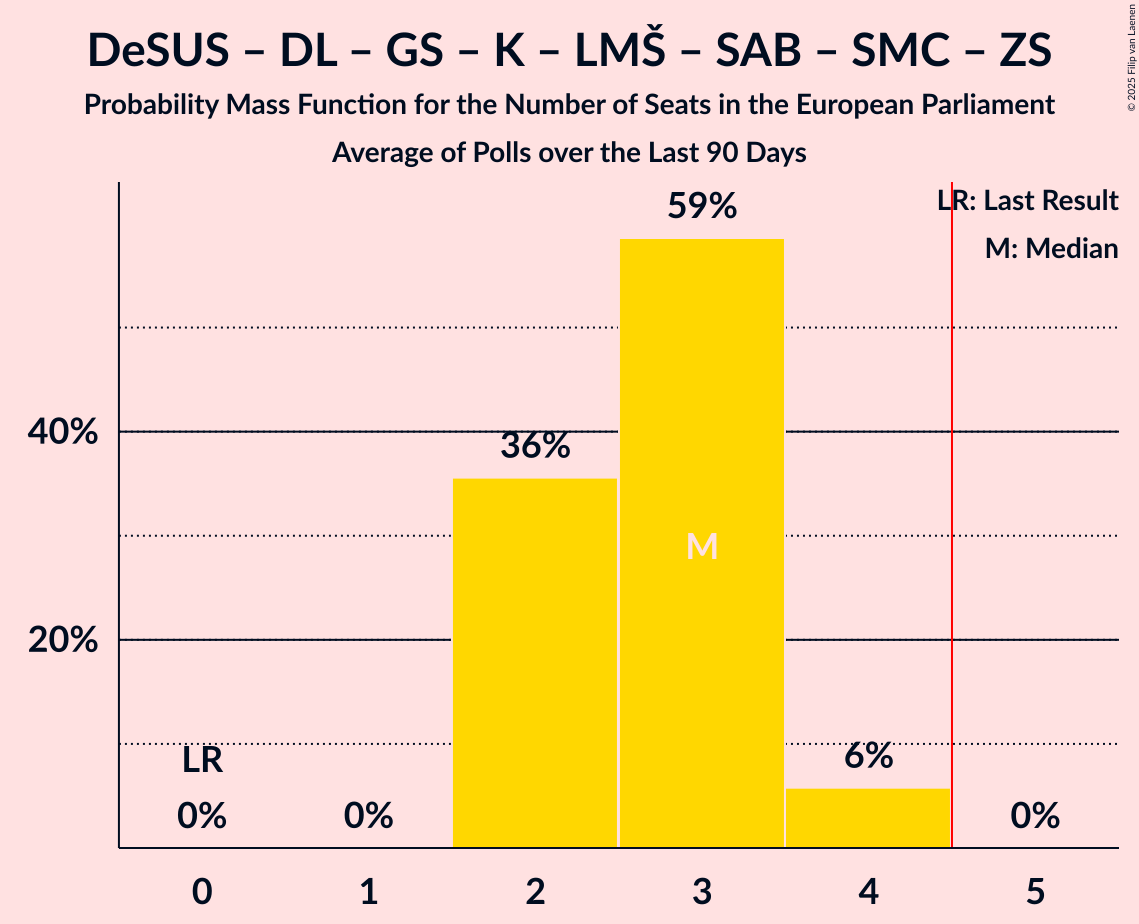 DeSUS – DL – GS – K – LMŠ – SAB – SMC – ZS
Probability Mass Function for the Number of Seats in the European Parliament
Average of Polls over the Last 90 Days
© 2025 Filip van Laenen
LR: Last Result
M: Median
59%
40%
36%
M
20%
LR
6%
0%
0%
0%
0
1
2
3
4
5